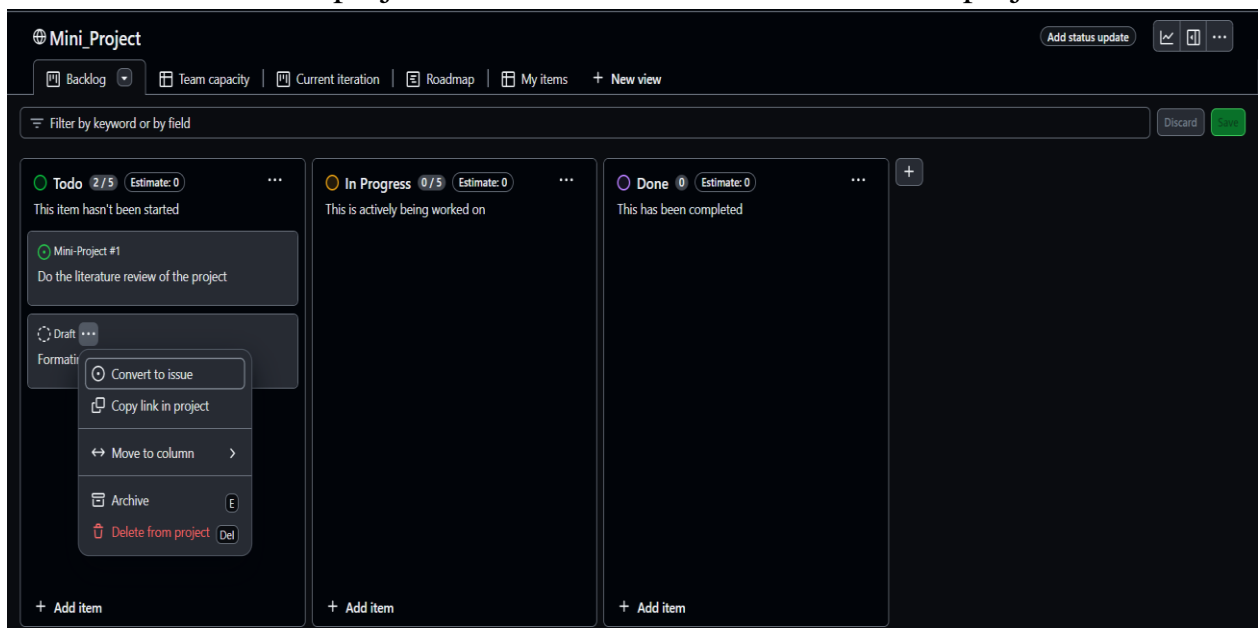 Mini_Project
Add status update
Backlog
Team capacity
Current iteration
Roadmap
My items
+ New view
Filter by keyword or by field
Discard
Save
Todo 2 / 5 Estimate: 0 ...
This item hasn't been started
Mini-Project #1
Do the literature review of the project
Draft ...
Convert to issue
Copy link in project
Move to column
Archive E
Delete from project Del
+ Add item
In Progress 0 / 5 Estimate: 0 ...
This is actively being worked on
+ Add item
Done 0 Estimate: 0 ...
This has been completed
+ Add item